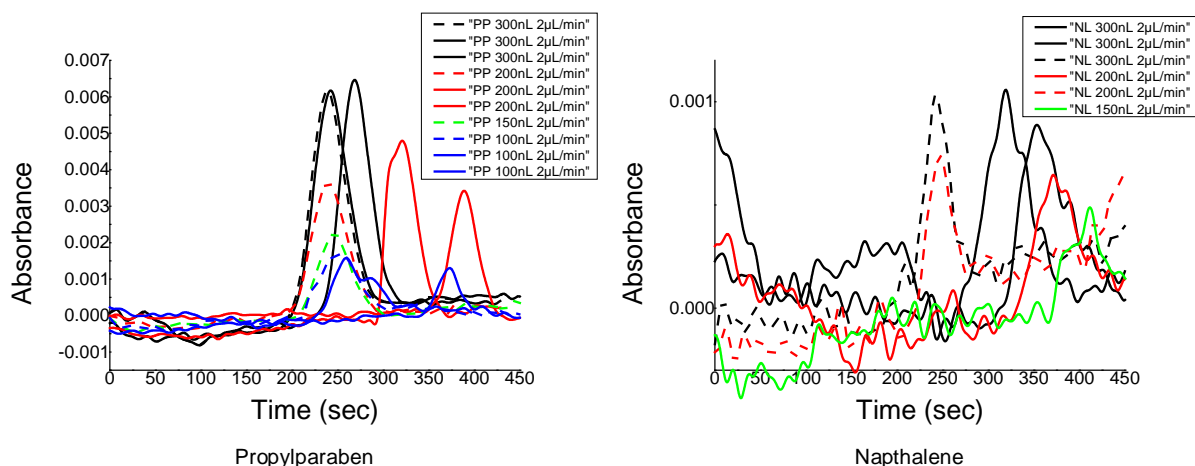 "PP 300nL 2µL/min"
"PP 300nL 2µL/min"
"PP 300nL 2µL/min"
"PP 200nL 2µL/min"
"PP 200nL 2µL/min"
"PP 200nL 2µL/min"
"PP 150nL 2µL/min"
"PP 100nL 2µL/min"
"PP 100nL 2µL/min"
"PP 100nL 2µL/min"
0.007
0.006
0.005
0.004
0.003
0.002
0.001
0.000
-0.001
Absorbance
0 50 100 150 200 250 300 350 400 450
Time (sec)
Propylparaben
"NL 300nL 2µL/min"
"NL 300nL 2µL/min"
"NL 300nL 2µL/min"
"NL 200nL 2µL/min"
"NL 200nL 2µL/min"
"NL 150nL 2µL/min"
0.001
0.000
Absorbance
0 50 100 150 200 250 300 350 400 450
Time (sec)
Napthalene